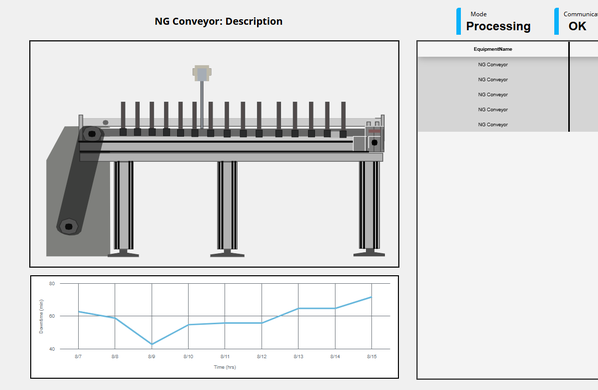 NG Conveyor: Description
Mode
Processing
Communica
OK
EquipmentName
NG Conveyor
NG Conveyor
NG Conveyor
NG Conveyor
NG Conveyor
80
60
40
Downtime (min)
8/7 8/8 8/9 8/10 8/11 8/12 8/13 8/14 8/15
Time (hrs)